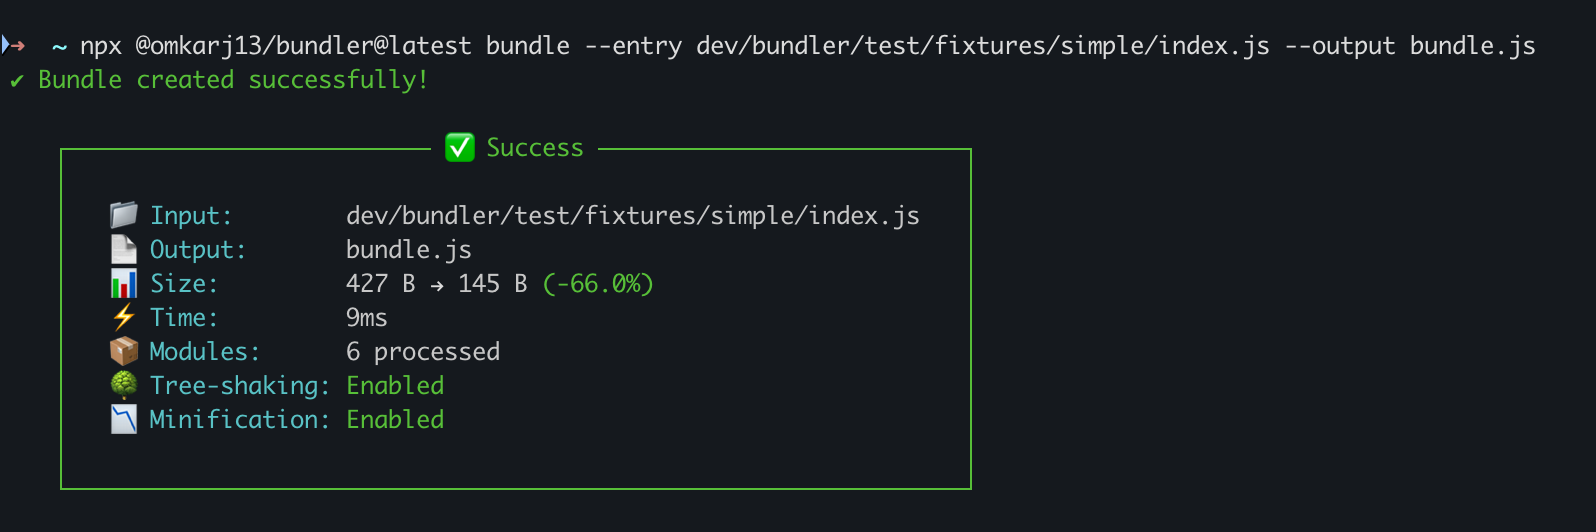 ➜ ~ npx @omkarj13/bundler@latest bundle --entry dev/bundler/test/fixtures/simple/index.js --output bundle.js
✔ Bundle created successfully!
✅ Success
📁 Input: dev/bundler/test/fixtures/simple/index.js
📄 Output: bundle.js
📊 Size: 427 B → 145 B (-66.0%)
⚡ Time: 9ms
📦 Modules: 6 processed
🌳 Tree-shaking: Enabled
📉 Minification: Enabled